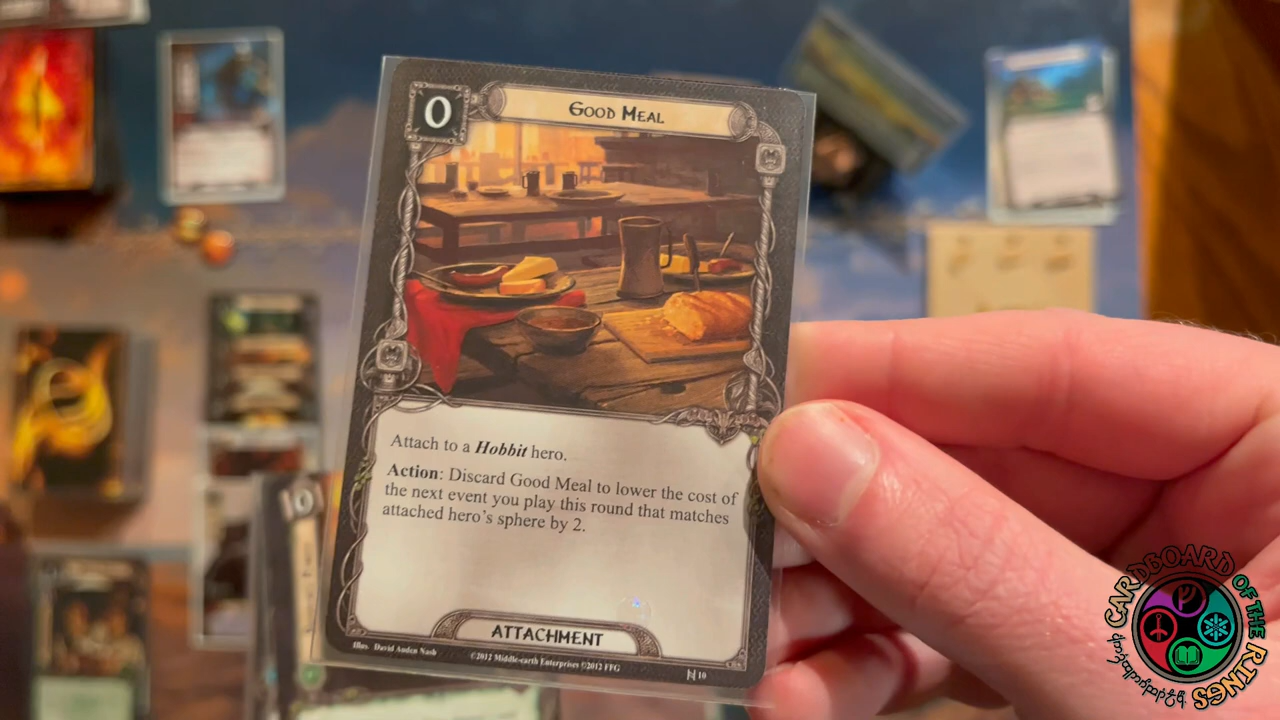 0
GOOD MEAL
Attach to a Hobbit hero.
Action: Discard Good Meal to lower the cost of
the next event you play this round that matches
attached hero's sphere by 2.
ATTACHMENT
Illus. David Auden Nash
©2012 Middle-earth Enterprises ©2012 FFG
10
CARDBOARD OF THE RINGS